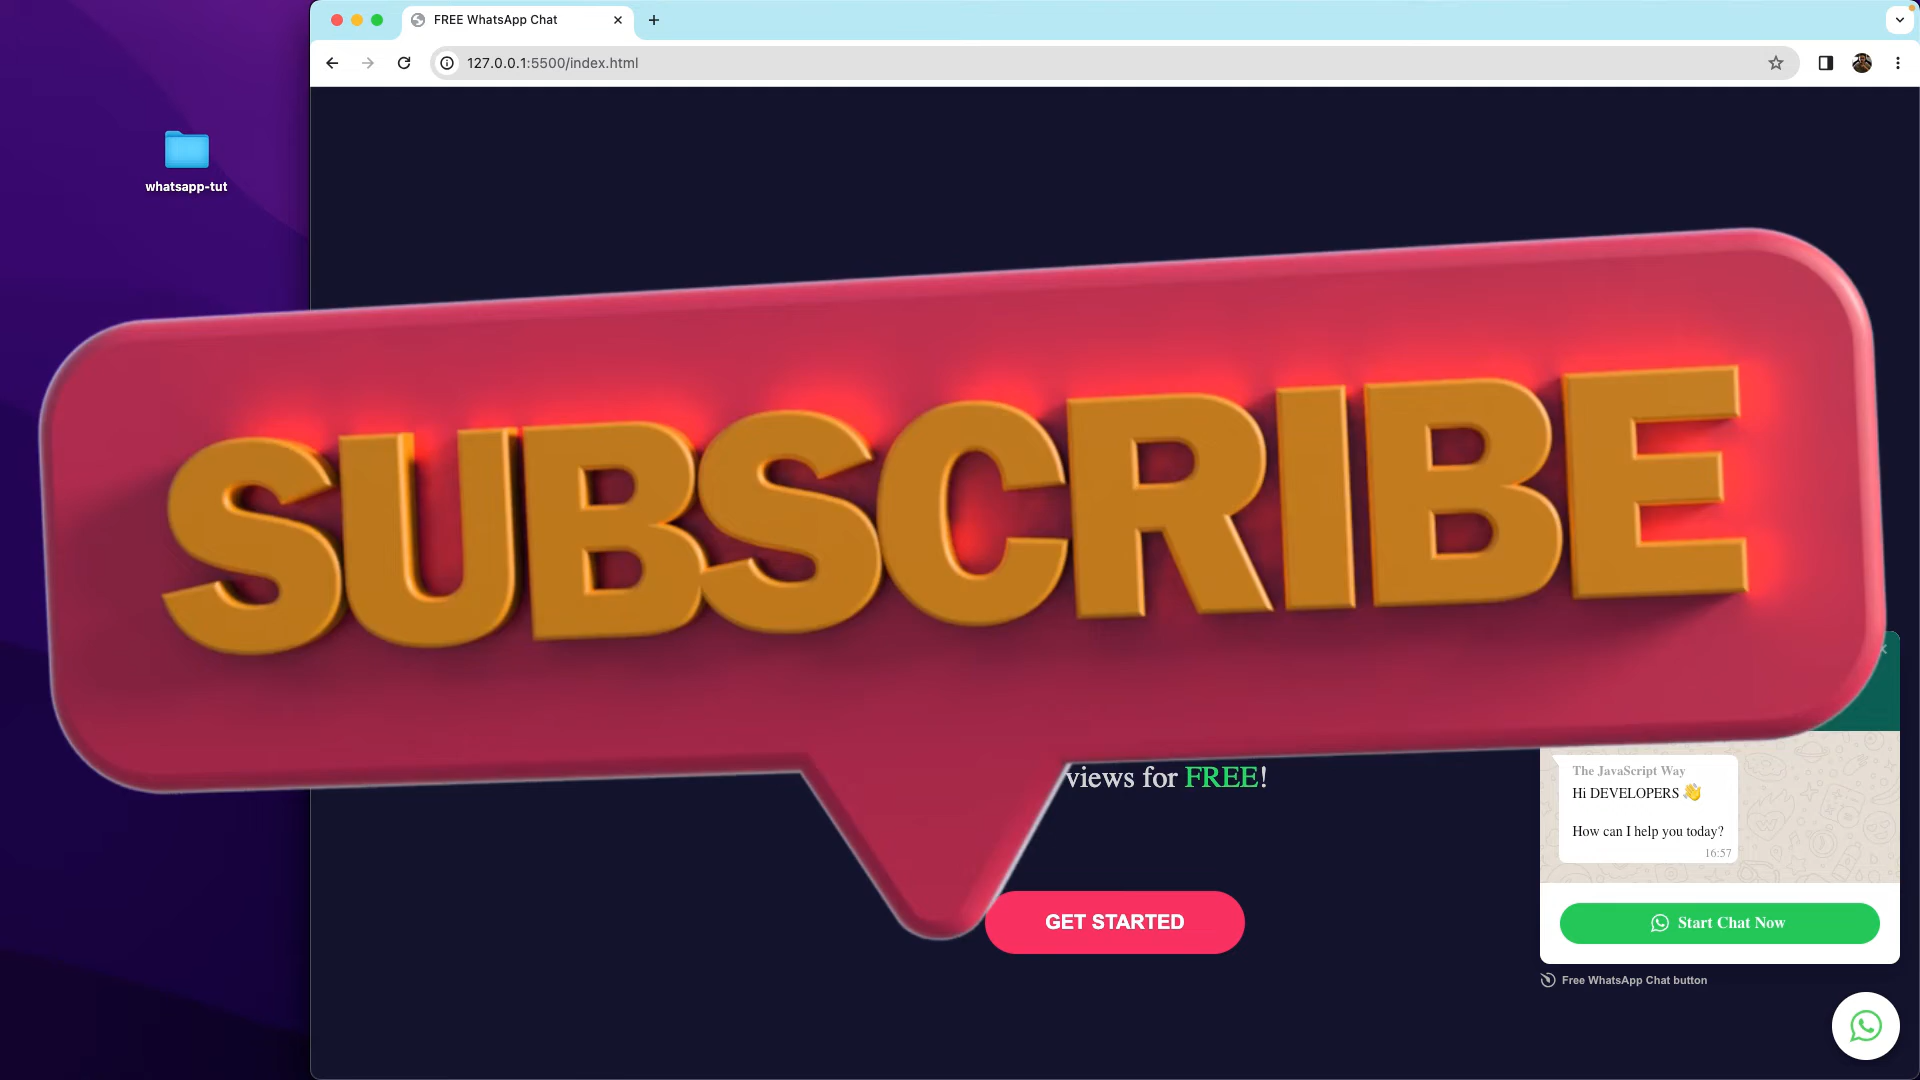 FREE WhatsApp Chat
127.0.0.1:5500/index.html
whatsapp-tut
SUBSCRIBE
views for FREE!
The JavaScript Way
Hi DEVELOPERS 👋
How can I help you today?
16:57
GET STARTED
Start Chat Now
Free WhatsApp Chat button